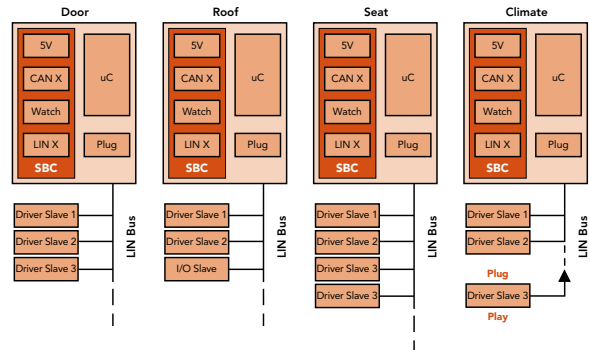 Door
5V
CAN X
Watch
LIN X
SBC
uC
Plug
Driver Slave 1
Driver Slave 2
Driver Slave 3
LIN Bus
Roof
5V
CAN X
Watch
LIN X
SBC
uC
Plug
Driver Slave 1
Driver Slave 2
I/O Slave
LIN Bus
Seat
5V
CAN X
Watch
LIN X
SBC
uC
Plug
Driver Slave 1
Driver Slave 2
Driver Slave 3
Driver Slave 3
LIN Bus
Climate
5V
CAN X
Watch
LIN X
SBC
uC
Plug
Driver Slave 1
Driver Slave 2
LIN Bus
Plug
Driver Slave 3
Play